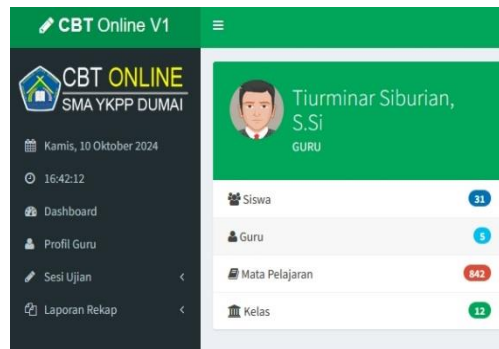 CBT Online V1
CBT ONLINE
SMA YKPP DUMAI
Kamis, 10 Oktober 2024
16:42:12
Dashboard
Profil Guru
Sesi Ujian
Laporan Rekap
Tiurminar Siburian,
S.Si
GURU
Siswa 31
Guru 5
Mata Pelajaran 842
Kelas 12